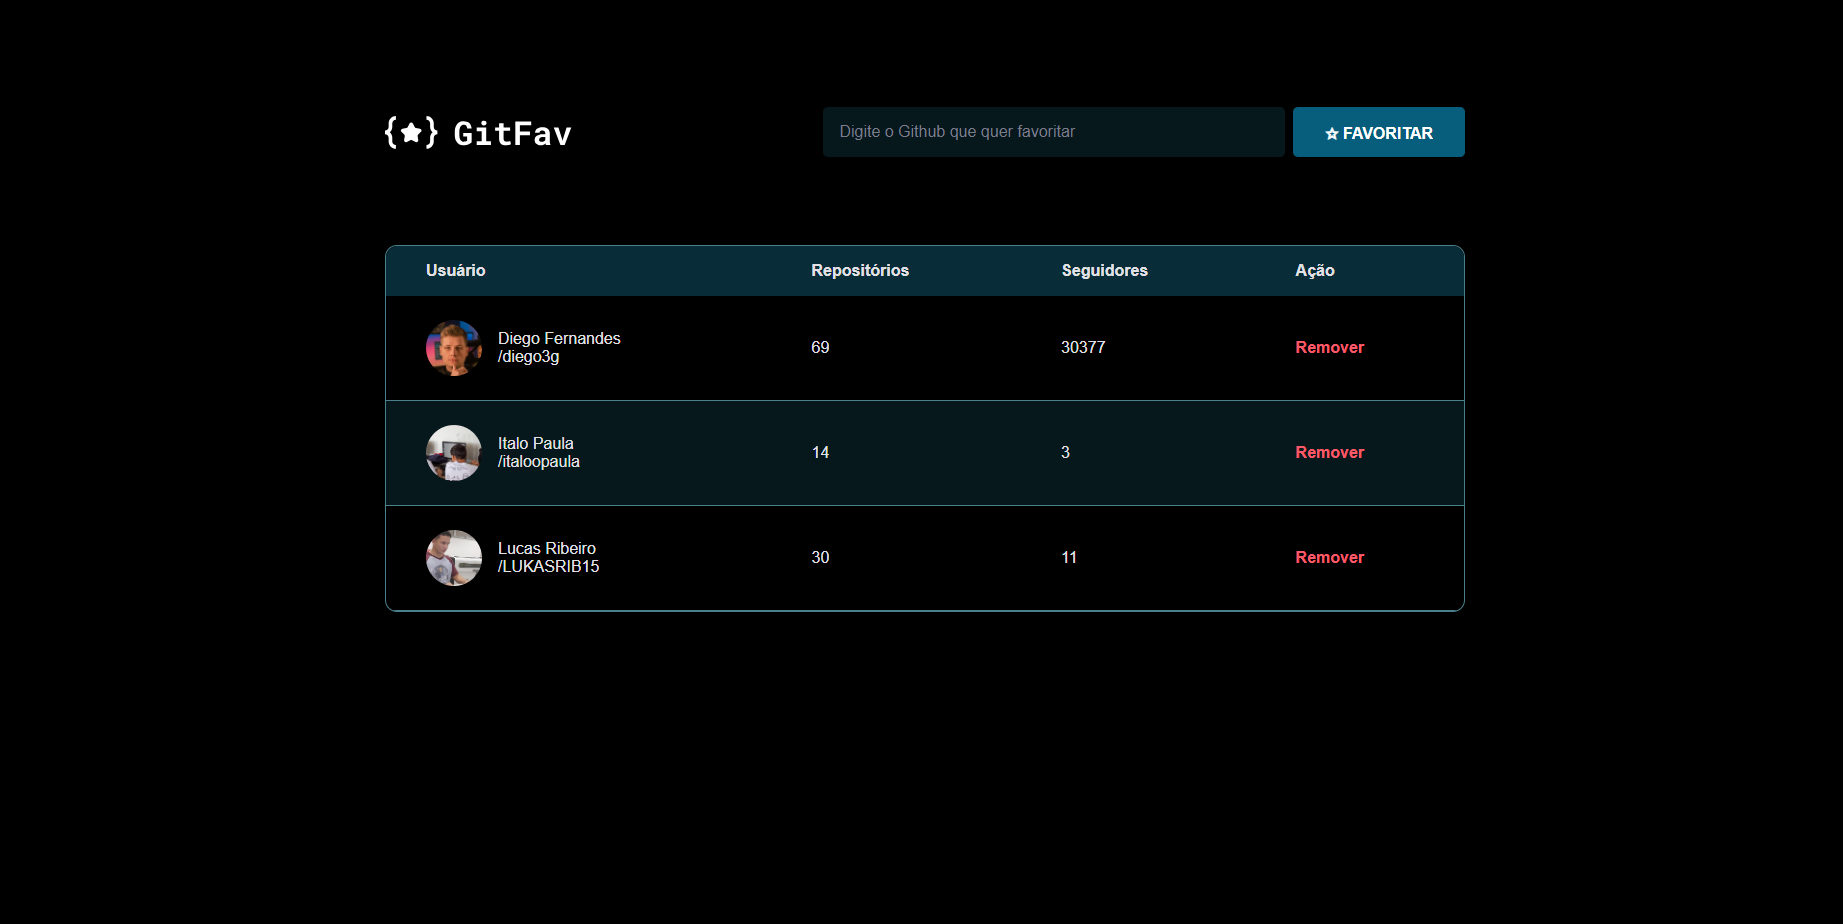 {★} GitFav
Digite o Github que quer favoritar
☆ FAVORITAR
Usuário Repositórios Seguidores Ação
Diego Fernandes
/diego3g
69 30377 Remover
Italo Paula
/italoopaula
14 3 Remover
Lucas Ribeiro
/LUKASRIB15
30 11 Remover